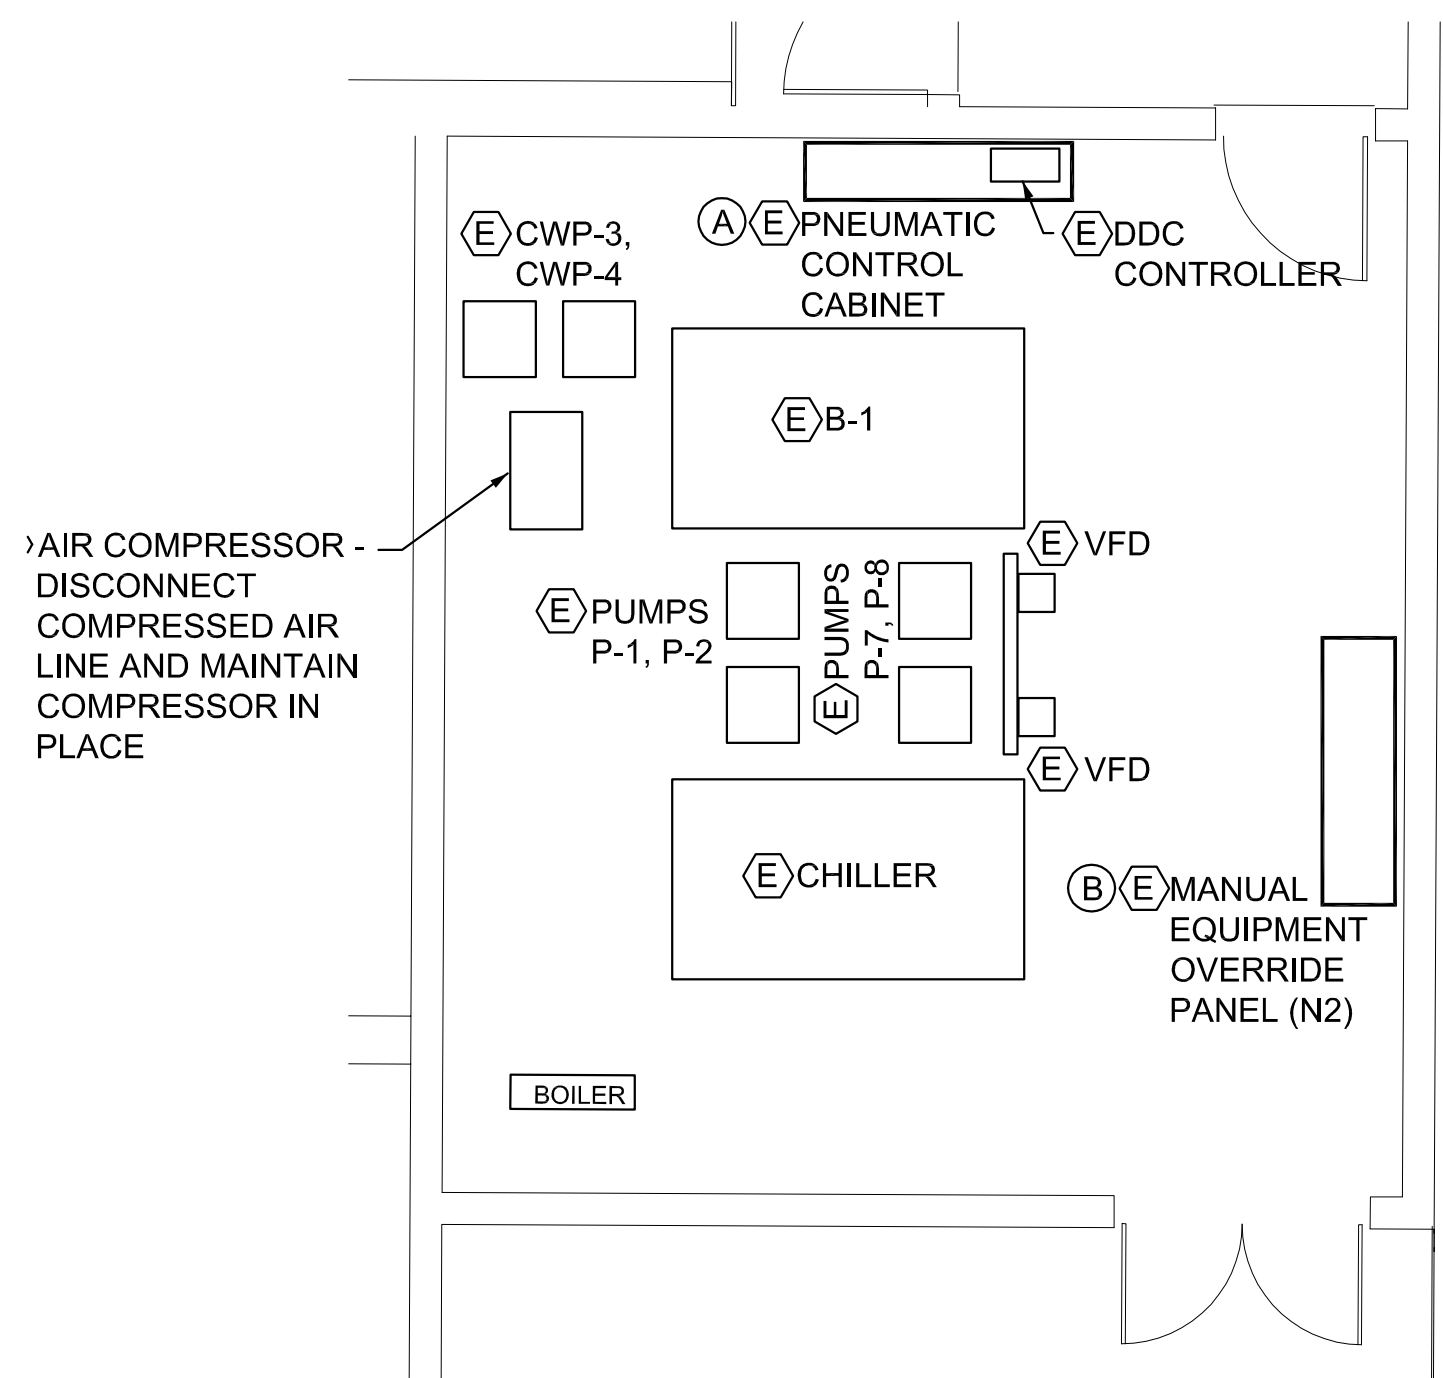 E CWP-3,
CWP-4
A E PNEUMATIC
CONTROL
CABINET
E DDC
CONTROLLER
E B-1
AIR COMPRESSOR -
DISCONNECT
COMPRESSED AIR
LINE AND MAINTAIN
COMPRESSOR IN
PLACE
E VFD
E PUMPS
P-1, P-2
E PUMPS
P-7, P-8
E VFD
E CHILLER
B E MANUAL
EQUIPMENT
OVERRIDE
PANEL (N2)
BOILER